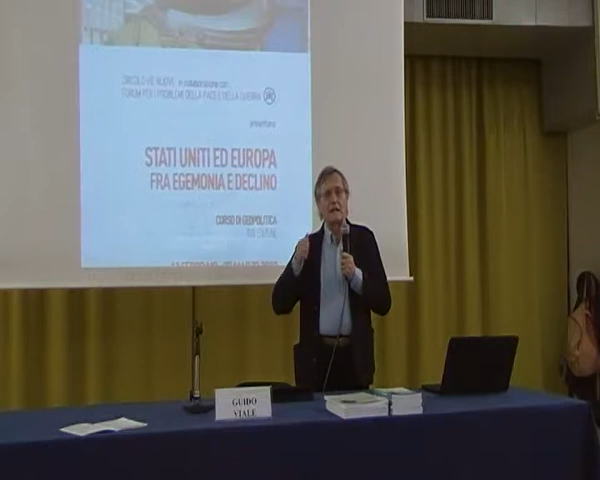 CIRCOLO VIE NUOVE in collaborazione con
FORUM PER I PROBLEMI DELLA PACE E DELLA GUERRA
presentano
STATI UNITI ED EUROPA
FRA EGEMONIA E DECLINO
CORSO DI GEOPOLITICA
GUIDO
VIALE